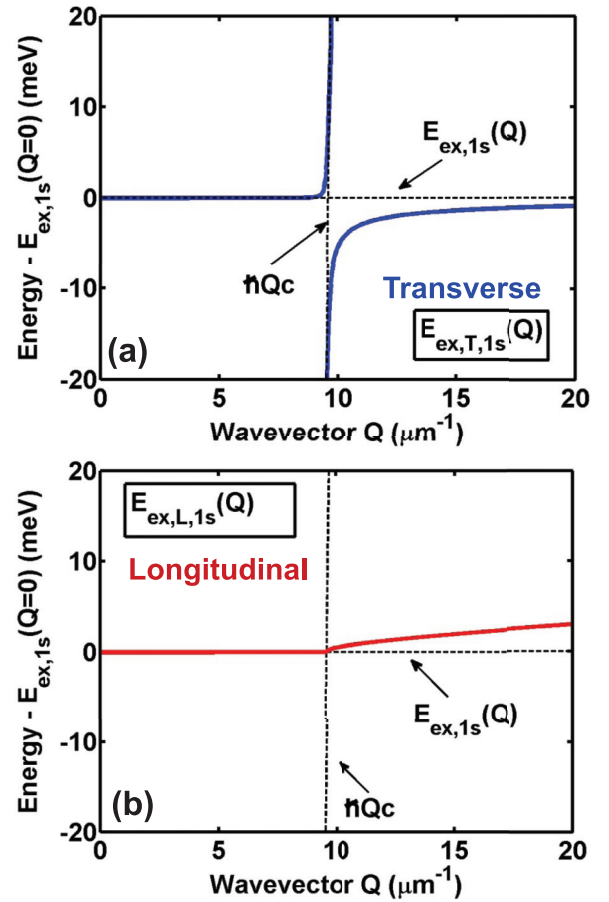 Energy - E_ex,1s(Q=0) (meV)
20
10
0
-10
-20
E_ex,1s(Q)
ħQc
Transverse
E_ex,T,1s(Q)
(a)
0 5 10 15 20
Wavevector Q (μm⁻¹)
Energy - E_ex,1s(Q=0) (meV)
20
10
0
-10
-20
E_ex,L,1s(Q)
Longitudinal
E_ex,1s(Q)
ħQc
(b)
0 5 10 15 20
Wavevector Q (μm⁻¹)